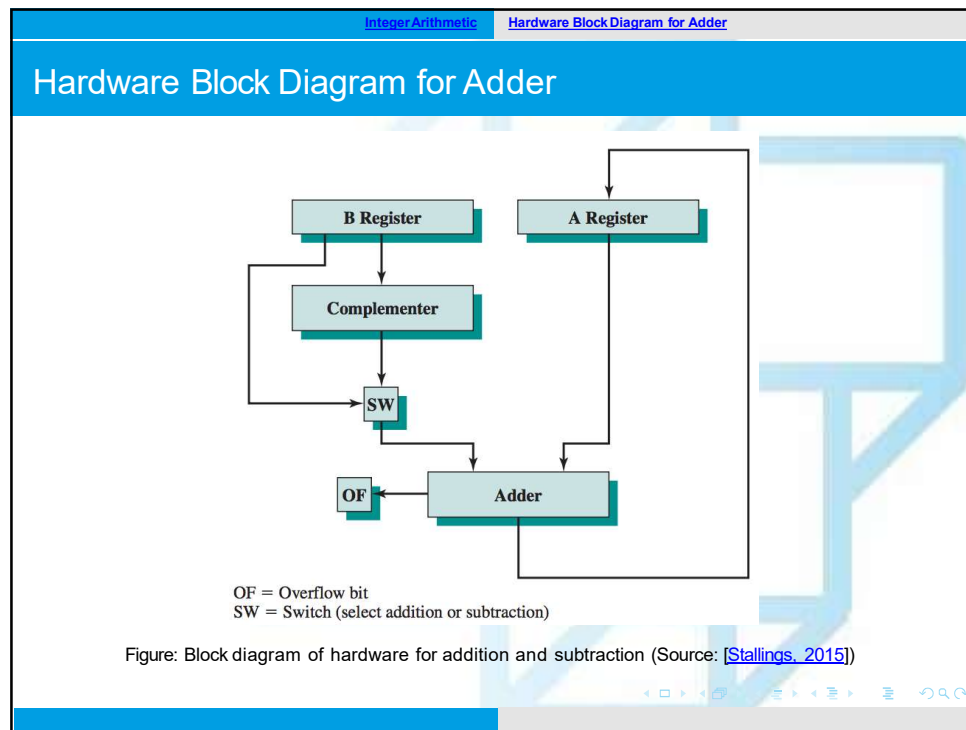 Integer Arithmetic Hardware Block Diagram for Adder
Hardware Block Diagram for Adder
B Register
A Register
Complementer
SW
OF
Adder
OF = Overflow bit
SW = Switch (select addition or subtraction)
Figure: Block diagram of hardware for addition and subtraction (Source: [Stallings, 2015])